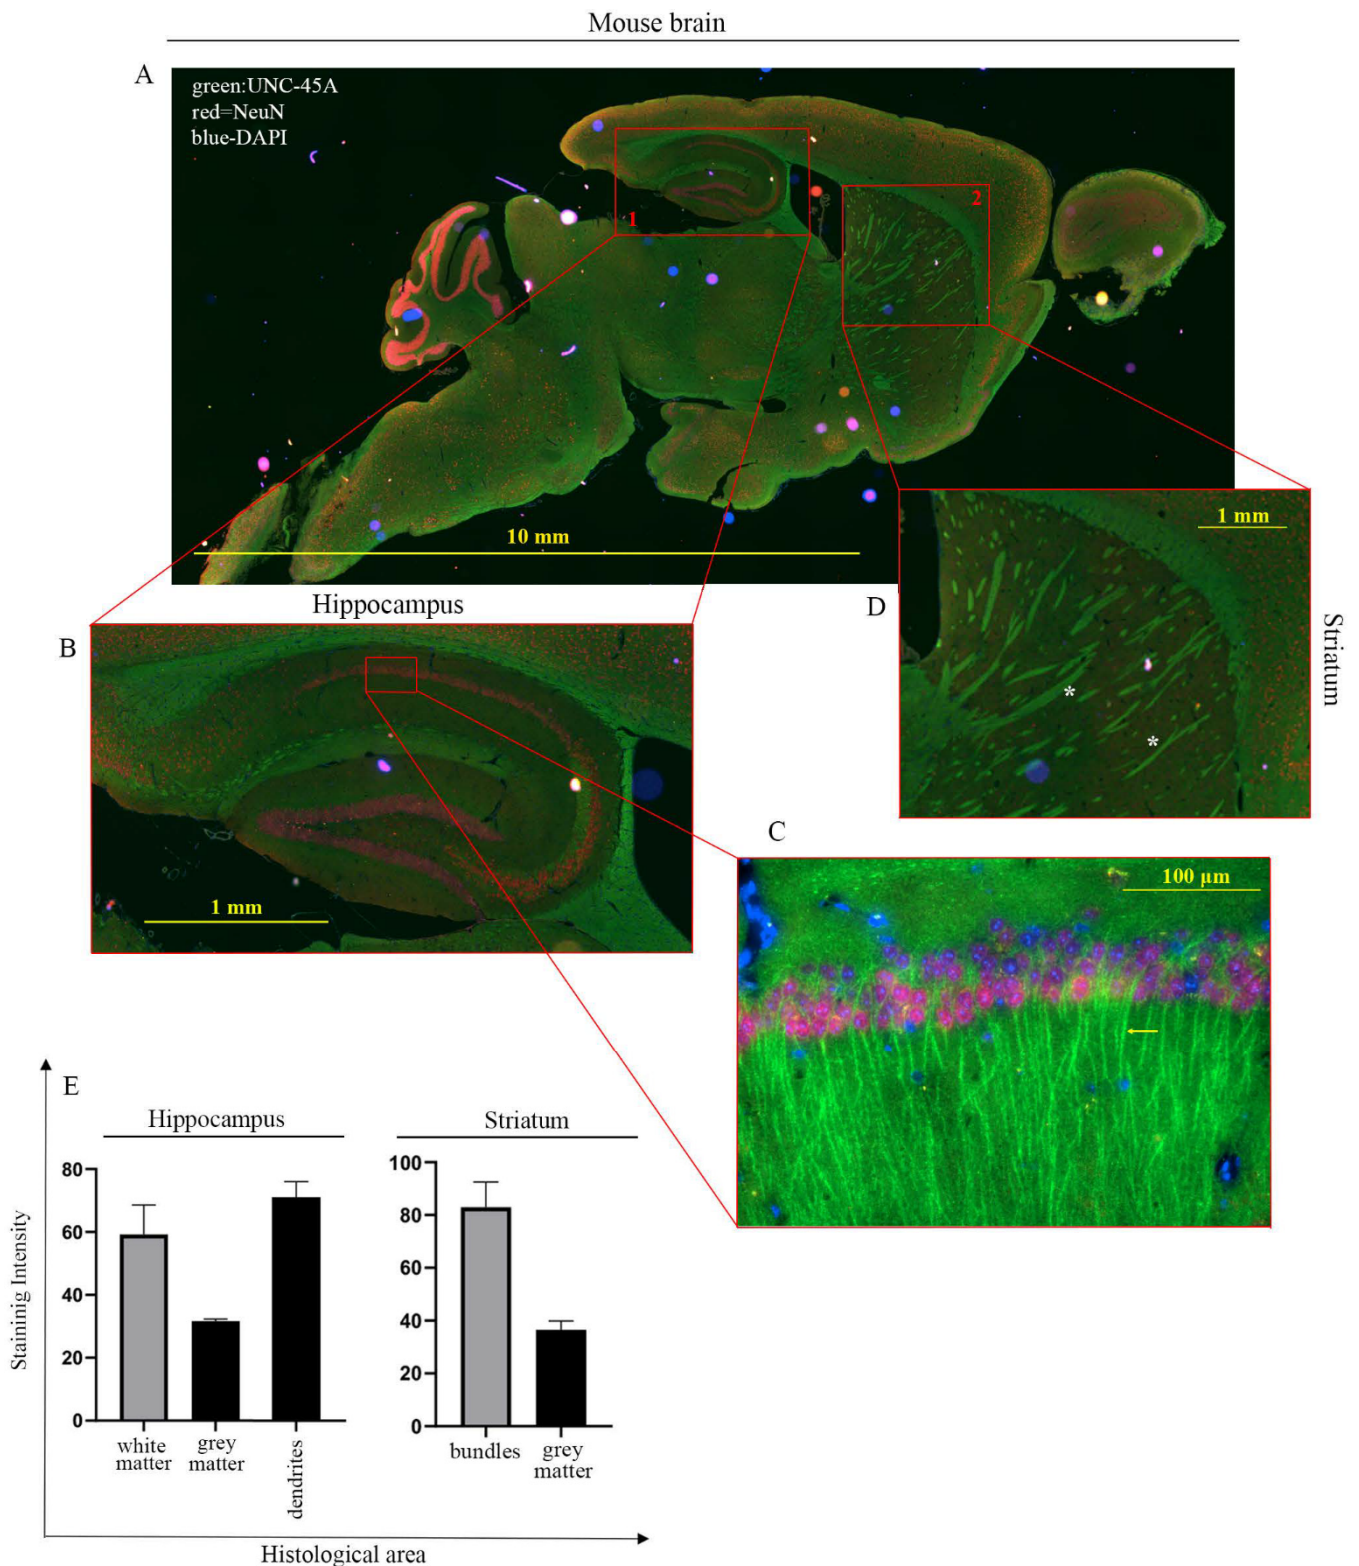 Mouse brain
A
green:UNC-45A
red=NeuN
blue-DAPI
1
2
10 mm
Hippocampus
B
1 mm
D
1 mm
Striatum
*
*
C
100 µm
E
Hippocampus
Striatum
Staininig Intensity
80
60
40
20
0
white
matter
grey
matter
dendrites
100
80
60
40
20
0
bundles
grey
matter
Histological area